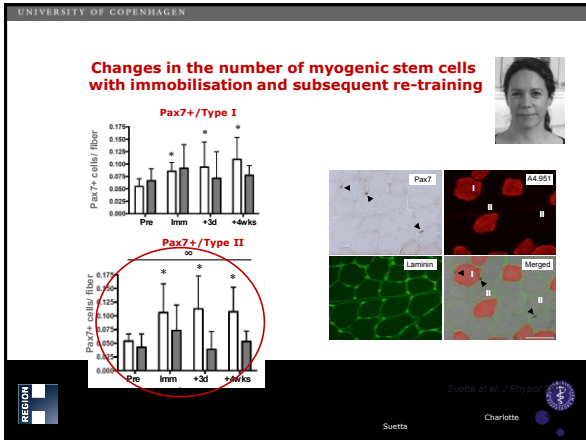 UNIVERSITY OF COPENHAGEN
Changes in the number of myogenic stem cells
with immobilisation and subsequent re-training
Pax7+/Type I
Pax7+ cells/ fiber
0.175
0.150
0.125
0.100
0.075
0.050
0.025
0.000
* * *
Pre Imm +3d +4wks
Pax7+/Type II
∞
Pax7+ cells/ fiber
0.175
0.150
0.125
0.100
0.075
0.050
0.025
0.000
* * *
Pre Imm +3d +4wks
Pax7
A4.951
I
II
II
Laminin
Merged
I
II
II
Suetta et al. J Physiol
REGION
H
Charlotte
Suetta